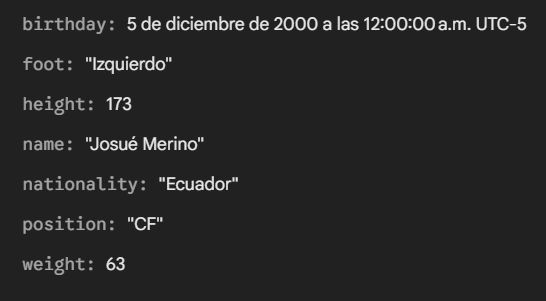 birthday: 5 de diciembre de 2000 a las 12:00:00 a.m. UTC-5
foot: "Izquierdo"
height: 173
name: "Josué Merino"
nationality: "Ecuador"
position: "CF"
weight: 63